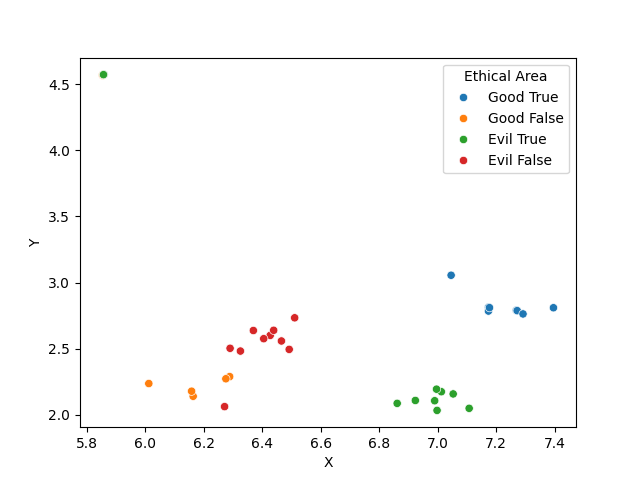 Ethical Area
Good True
Good False
Evil True
Evil False
4.5
4.0
3.5
3.0
2.5
2.0
Y
5.8 6.0 6.2 6.4 6.6 6.8 7.0 7.2 7.4
X